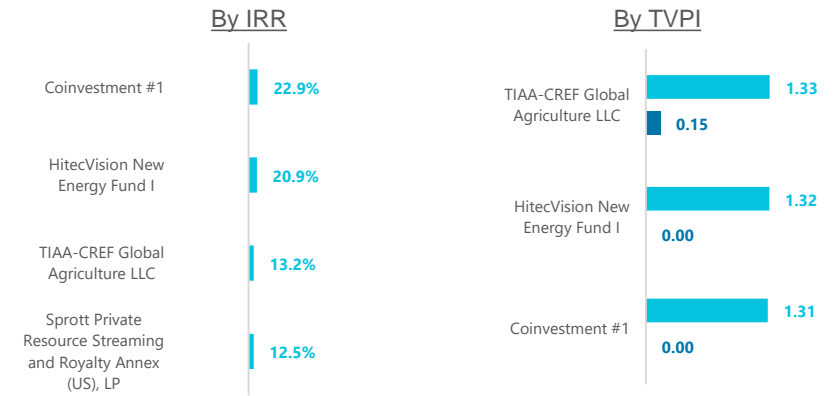 By IRR
Coinvestment #1
22.9%
HitecVision New
Energy Fund I
20.9%
TIAA-CREF Global
Agriculture LLC
13.2%
Sprott Private
Resource Streaming
and Royalty Annex
(US), LP
12.5%
By TVPI
TIAA-CREF Global
Agriculture LLC
1.33
0.15
HitecVision New
Energy Fund I
1.32
0.00
Coinvestment #1
1.31
0.00